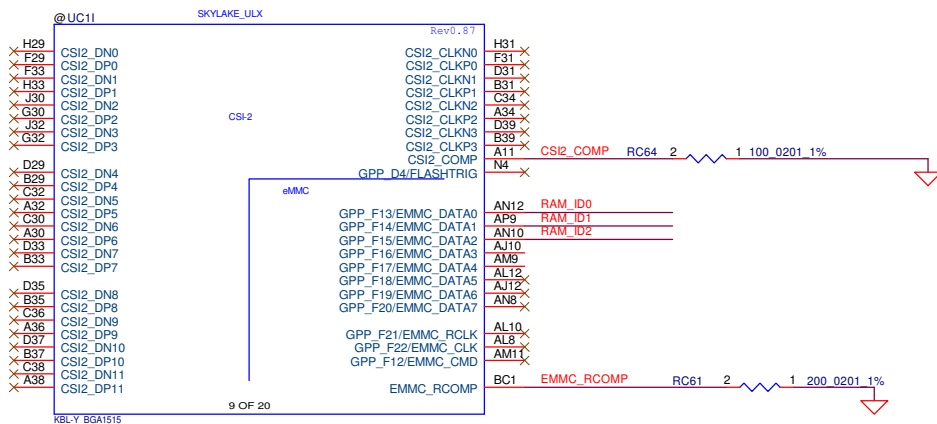 @ UC1I SKYLAKE_ULX
Rev0.87
H29 CSI2_DN0 CSI2_CLKN0 H31
F29 CSI2_DP0 CSI2_CLKP0 F31
F33 CSI2_DN1 CSI2_CLKN1 D31
H33 CSI2_DP1 CSI2_CLKP1 B31
J30 CSI2_DN2 CSI2_CLKN2 C34
G30 CSI2_DP2 CSI-2 CSI2_CLKP2 A34
J32 CSI2_DN3 CSI2_CLKN3 D39
G32 CSI2_DP3 CSI2_CLKP3 B39
CSI2_COMP A11 CSI2_COMP RC64 2 1 100_0201_1%
D29 CSI2_DN4 GPP_D4/FLASHTRIG N4
B29 CSI2_DP4 eMMC
C32 CSI2_DN5
A32 CSI2_DP5 GPP_F13/EMMC_DATA0 AN12 RAM_ID0
C30 CSI2_DN6 GPP_F14/EMMC_DATA1 AP9 RAM_ID1
A30 CSI2_DP6 GPP_F15/EMMC_DATA2 AN10 RAM_ID2
D33 CSI2_DN7 GPP_F16/EMMC_DATA3 AJ10
B33 CSI2_DP7 GPP_F17/EMMC_DATA4 AM9
GPP_F18/EMMC_DATA5 AL12
D35 CSI2_DN8 GPP_F19/EMMC_DATA6 AJ12
B35 CSI2_DP8 GPP_F20/EMMC_DATA7 AN8
C36 CSI2_DN9
A36 CSI2_DP9 GPP_F21/EMMC_RCLK AL10
D37 CSI2_DN10 GPP_F22/EMMC_CLK AL8
B37 CSI2_DP10 GPP_F12/EMMC_CMD AM11
C38 CSI2_DN11
A38 CSI2_DP11 EMMC_RCOMP BC1 EMMC_RCOMP RC61 2 1 200_0201_1%
9 OF 20
KBL-Y_BGA1515